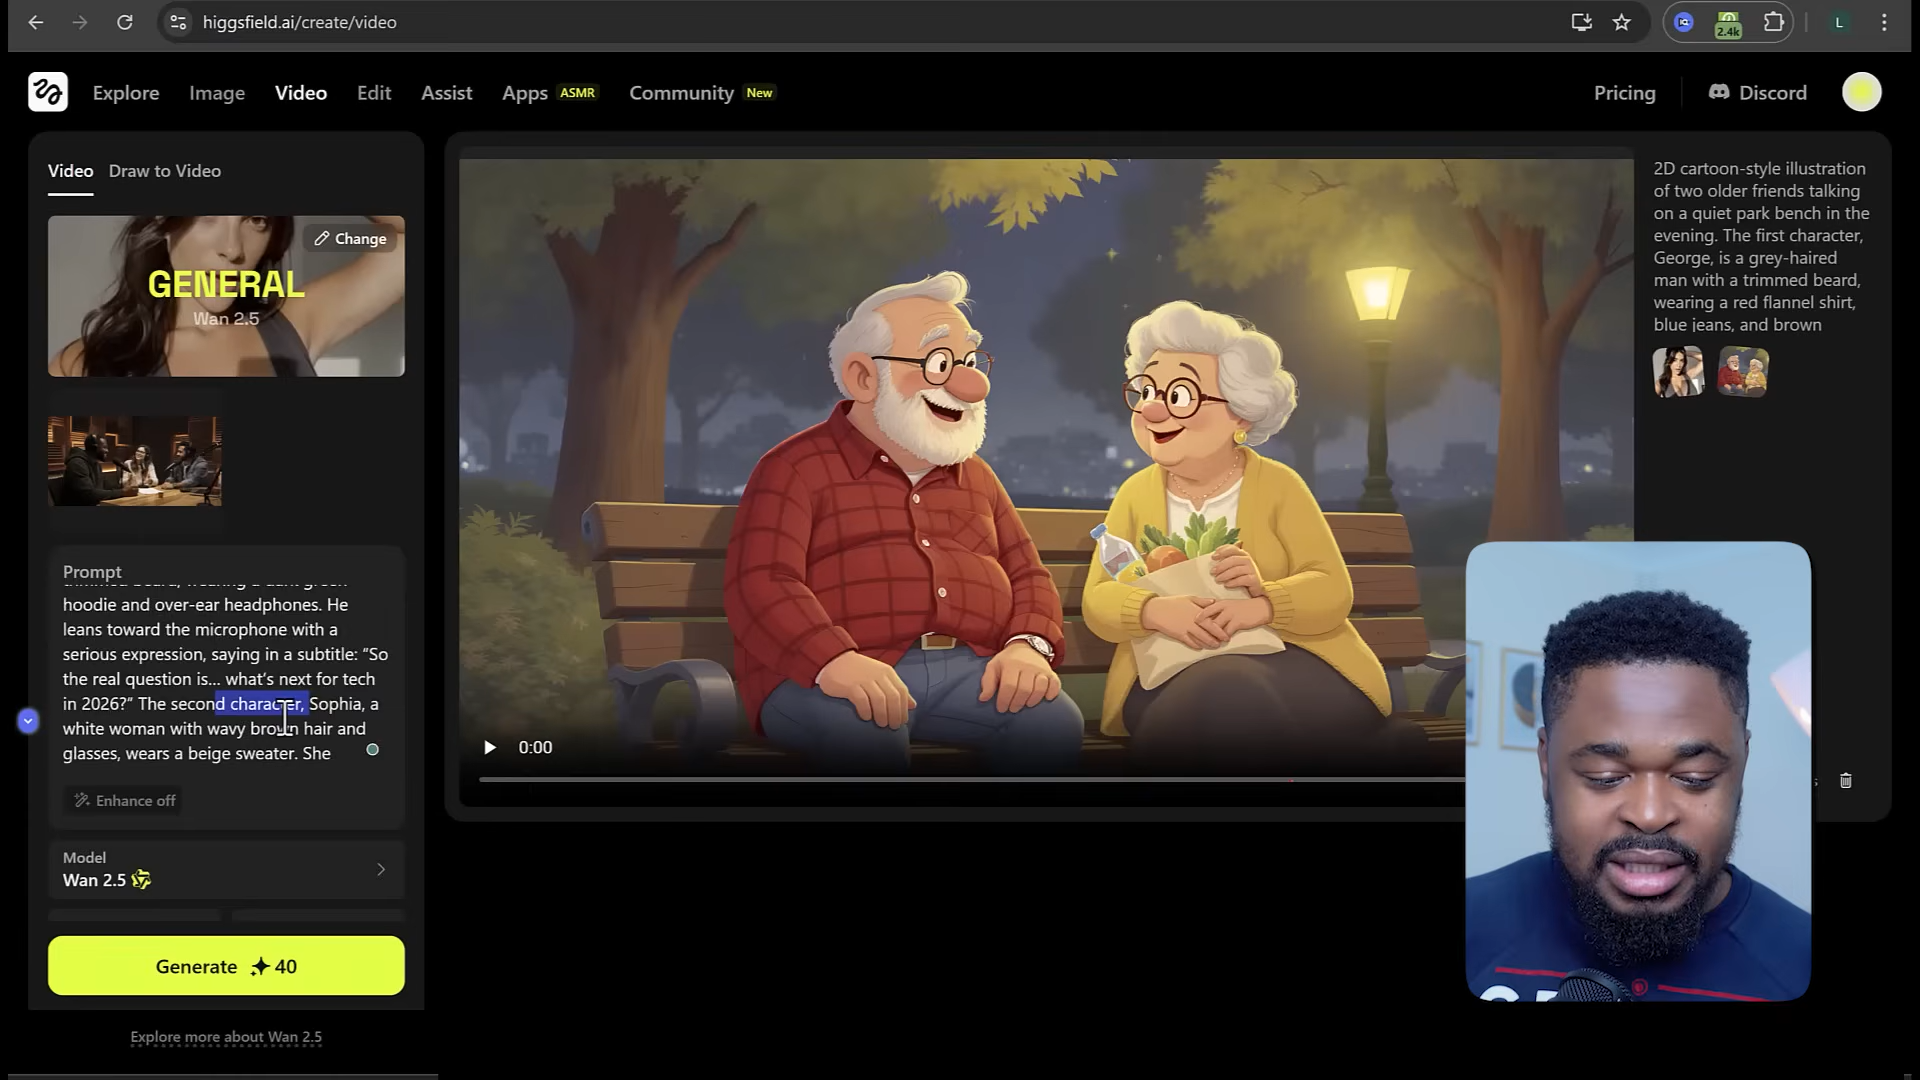 higgsfield.ai/create/video
2.4k
L
Explore
Image
Video
Edit
Assist
Apps
ASMR
Community
New
Pricing
Discord
Video
Draw to Video
Change
GENERAL
Wan 2.5
Prompt
hoodie and over-ear headphones. He
leans toward the microphone with a
serious expression, saying in a subtitle: “So
the real question is... what’s next for tech
in 2026?” The second character, Sophia, a
white woman with wavy brown hair and
glasses, wears a beige sweater. She
Enhance off
Model
Wan 2.5
Generate 40
Explore more about Wan 2.5
0:00
2D cartoon-style illustration
of two older friends talking
on a quiet park bench in the
evening. The first character,
George, is a grey-haired
man with a trimmed beard,
wearing a red flannel shirt,
blue jeans, and brown